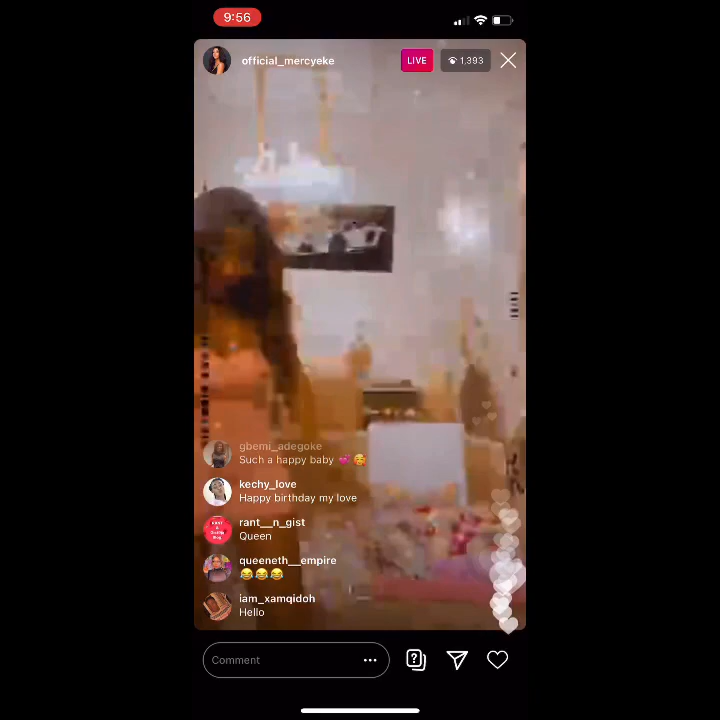 9:56
official_mercyeke
LIVE
1,393
gbemi_adegoke
Such a happy baby 💞🥰
kechy_love
Happy birthday my love
rant__n_gist
Queen
queeneth__empire
😂😂😂
iam_xamqidoh
Hello
Comment